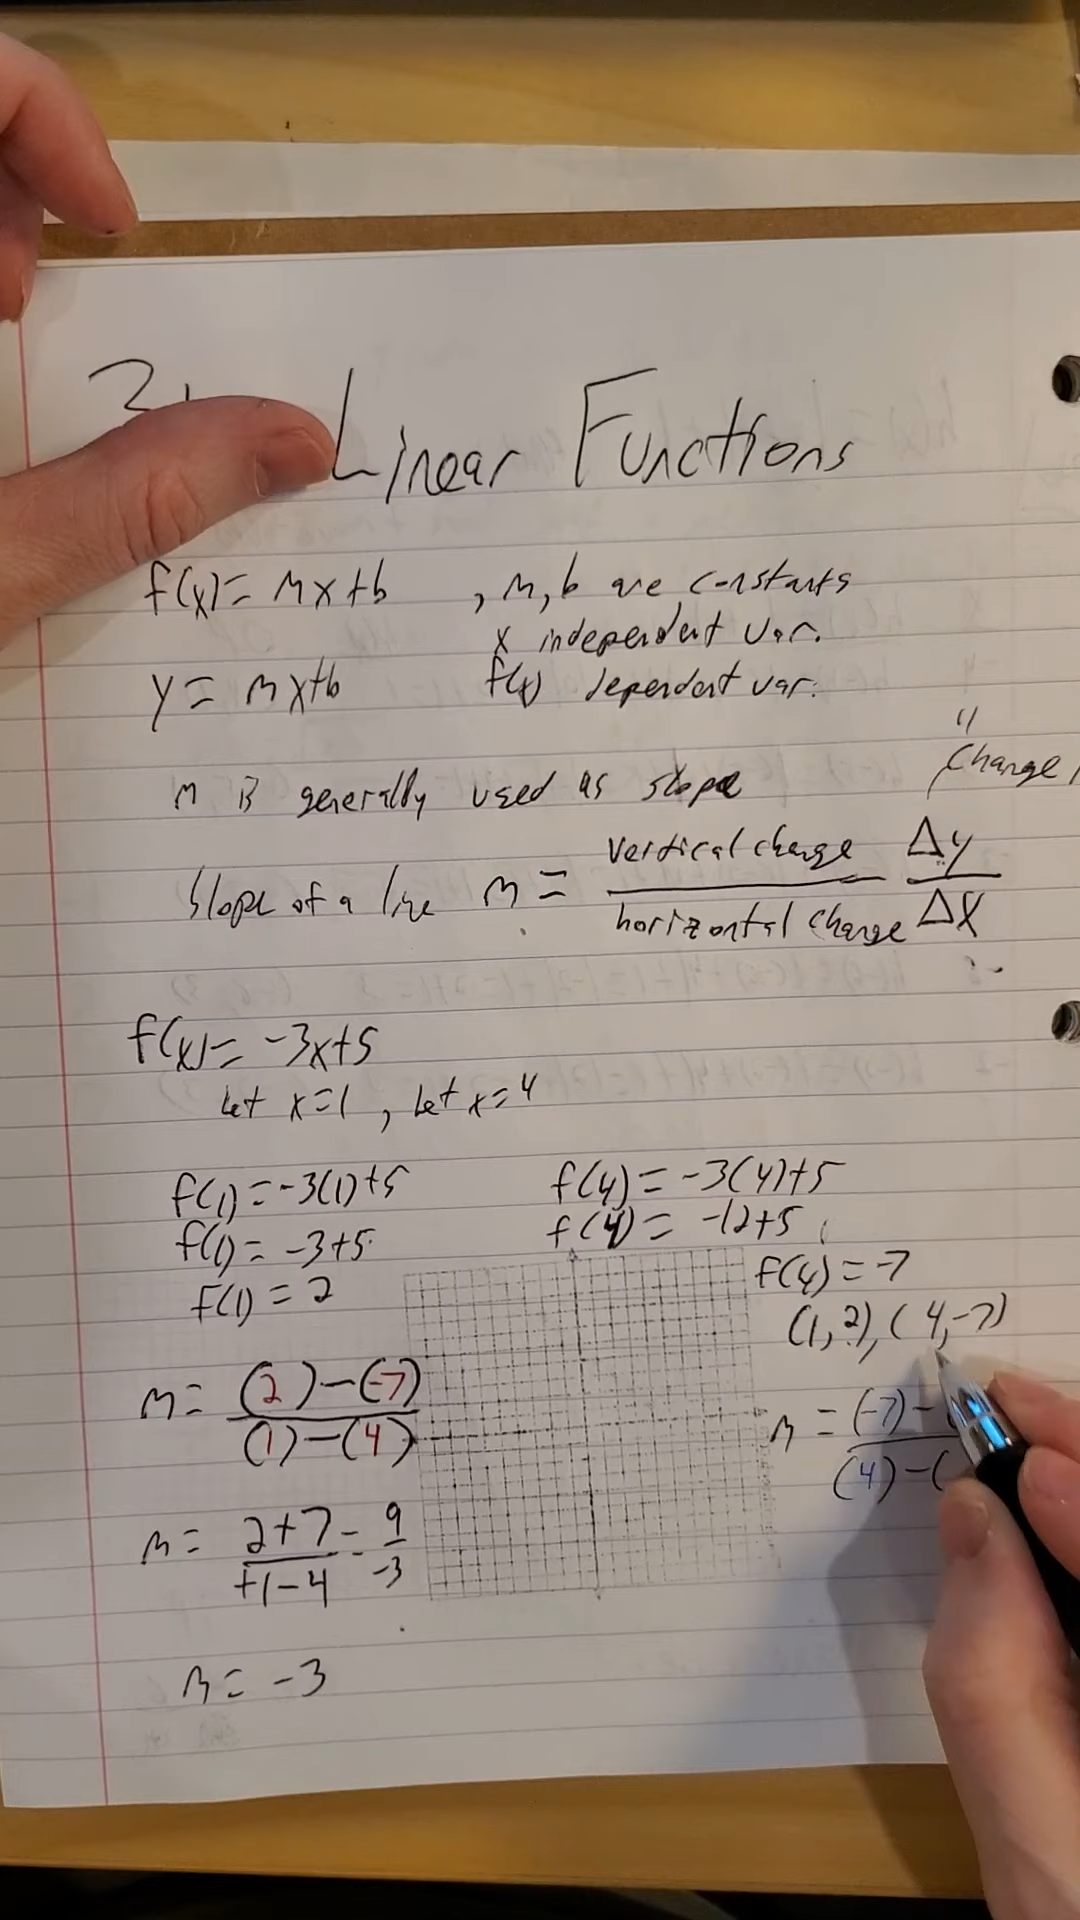 Linear Functions
f(x) = mx+b , m, b are constants
x independent var.
y = mx+b f(x) dependent var.
"Change"
m is generally used as slope
Slope of a line m = vertical change / horizontal change Δy / Δx
f(x) = -3x+5
Let x=1, Let x=4
f(1) = -3(1)+5 f(4) = -3(4)+5
f(1) = -3+5 f(4) = -12+5
f(1) = 2 f(4) = -7
(1,2), (4,-7)
m = (2)-(-7) / (1)-(4) m = (-7)-( / (4)-(
m = 2+7 / +1-4 = 9 / -3
m = -3